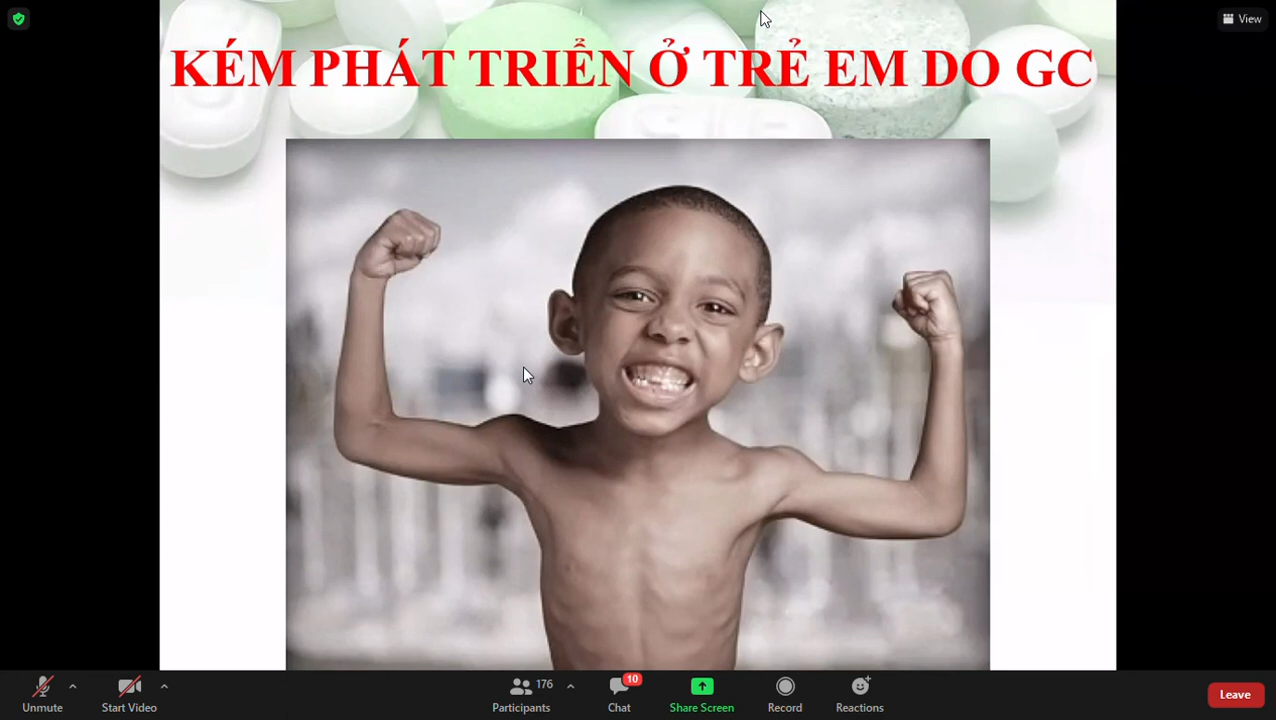 View
KÉM PHÁT TRIỂN Ở TRẺ EM DO GC
Unmute
Start Video
176
Participants
10
Chat
Share Screen
Record
Reactions
Leave